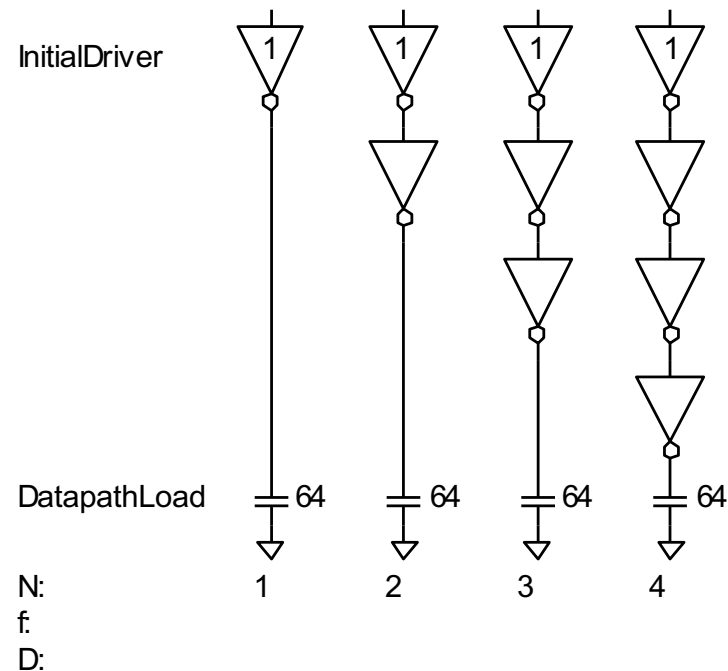 1 1 1 1
InitialDriver
DatapathLoad 64 64 64 64
N: 1 2 3 4
f:
D: